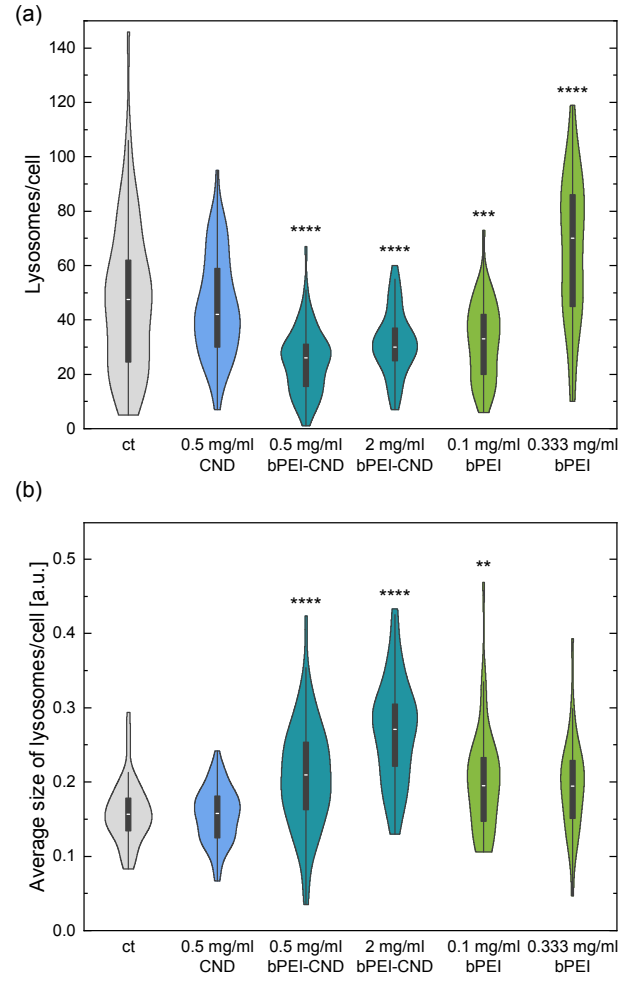 (a)
140
120
100
80
60
40
20
0
Lysosomes/cell
****
****
***
****
ct
0.5 mg/ml
CND
0.5 mg/ml
bPEI-CND
2 mg/ml
bPEI-CND
0.1 mg/ml
bPEI
0.333 mg/ml
bPEI
(b)
0.5
0.4
0.3
0.2
0.1
0.0
Average size of lysosomes/cell [a.u.]
****
****
**
ct
0.5 mg/ml
CND
0.5 mg/ml
bPEI-CND
2 mg/ml
bPEI-CND
0.1 mg/ml
bPEI
0.333 mg/ml
bPEI